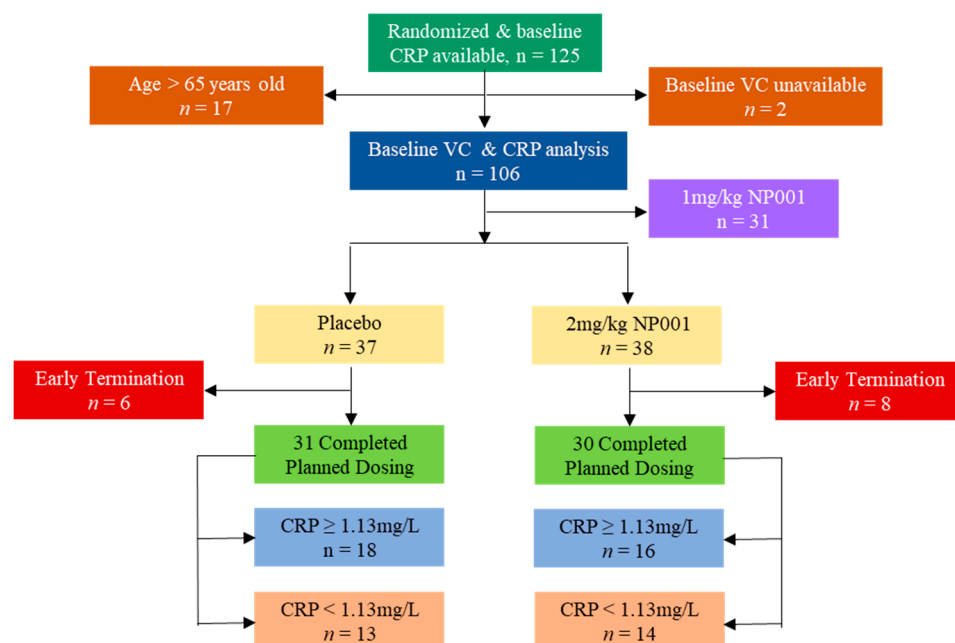 Randomized & baseline
CRP available, n = 125
Age > 65 years old
n = 17
Baseline VC unavailable
n = 2
Baseline VC & CRP analysis
n = 106
1mg/kg NP001
n = 31
Placebo
n = 37
2mg/kg NP001
n = 38
Early Termination
n = 6
Early Termination
n = 8
31 Completed
Planned Dosing
30 Completed
Planned Dosing
CRP ≥ 1.13mg/L
n = 18
CRP ≥ 1.13mg/L
n = 16
CRP < 1.13mg/L
n = 13
CRP < 1.13mg/L
n = 14